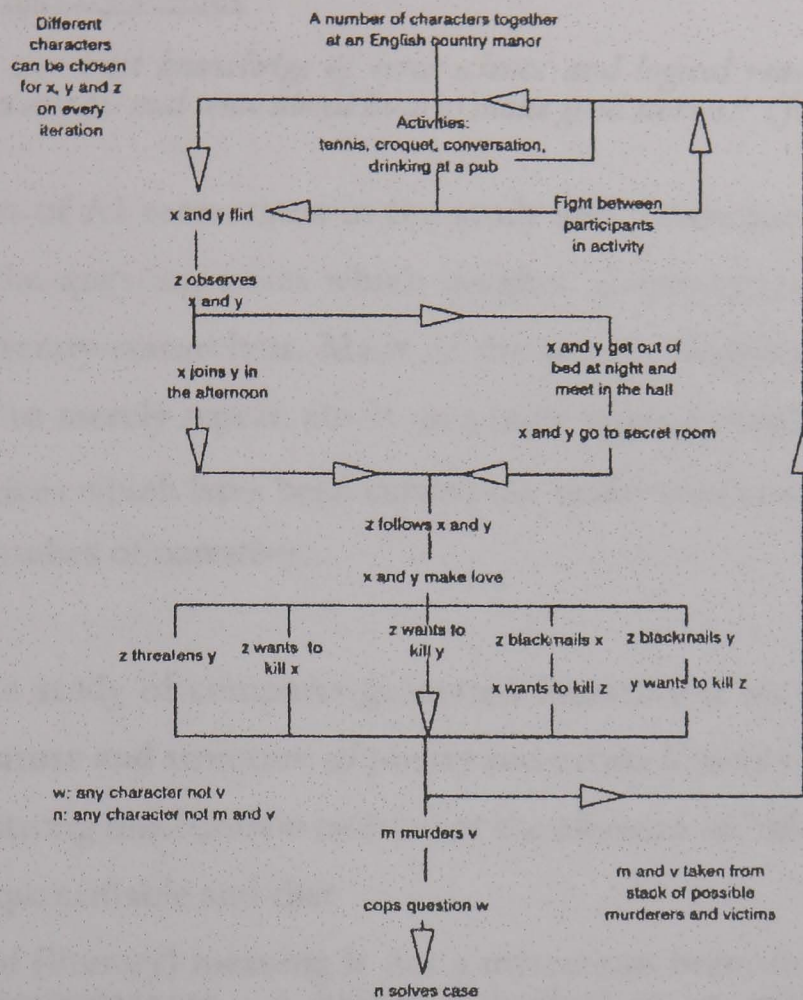 Different
characters
can be chosen
for x, y and z
on every
iteration
A number of characters together
at an English country manor
Activities:
tennis, croquet, conversation,
drinking at a pub
x and y flirt
Fight between
participants
in activity
z observes
x and y
x joins y in
the afternoon
x and y get out of
bed at night and
meet in the hall
x and y go to secret room
z follows x and y
x and y make love
z threatens y
z wants to
kill x
z wants to
kill y
z blackmails x
x wants to kill z
z blackmails y
y wants to kill z
w: any character not v
n: any character not m and v
m murders v
cops question w
m and v taken from
stack of possible
murderers and victims
n solves case